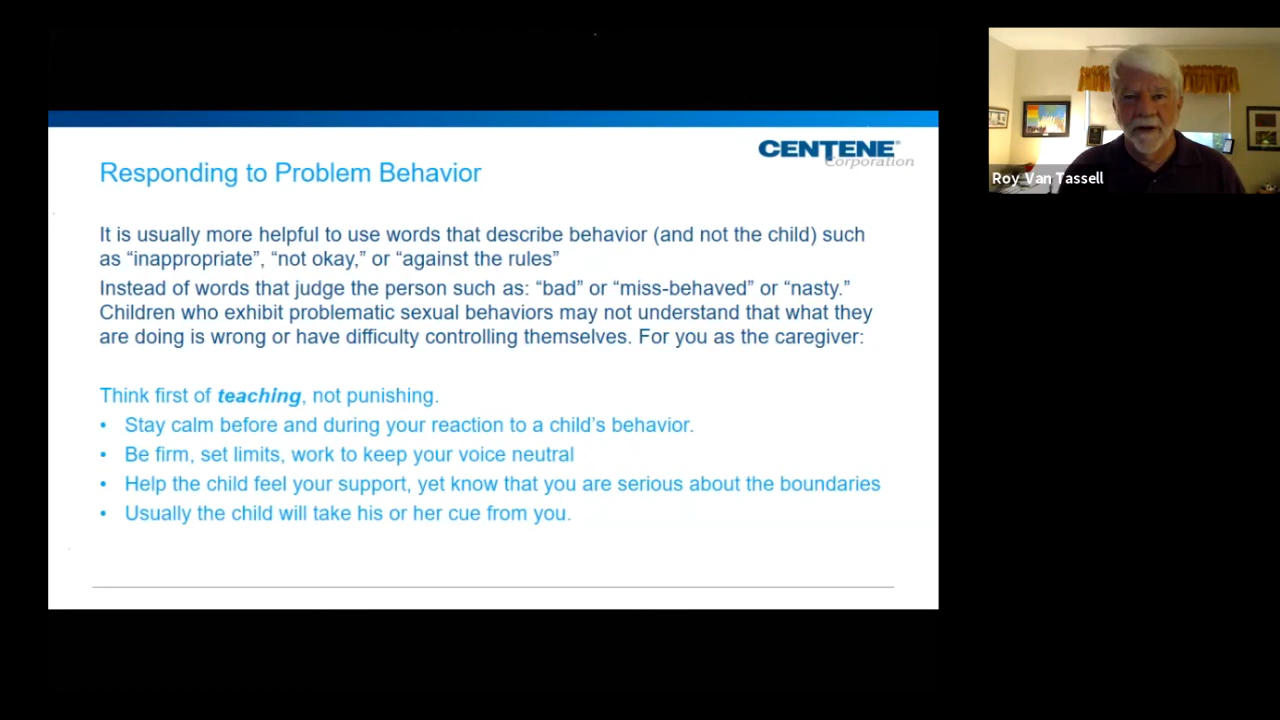 CENTENE®
Corporation
Responding to Problem Behavior
It is usually more helpful to use words that describe behavior (and not the child) such
as “inappropriate”, “not okay,” or “against the rules”
Instead of words that judge the person such as: “bad” or “miss-behaved” or “nasty.”
Children who exhibit problematic sexual behaviors may not understand that what they
are doing is wrong or have difficulty controlling themselves. For you as the caregiver:
Think first of teaching, not punishing.
• Stay calm before and during your reaction to a child’s behavior.
• Be firm, set limits, work to keep your voice neutral
• Help the child feel your support, yet know that you are serious about the boundaries
• Usually the child will take his or her cue from you.
Roy Van Tassell